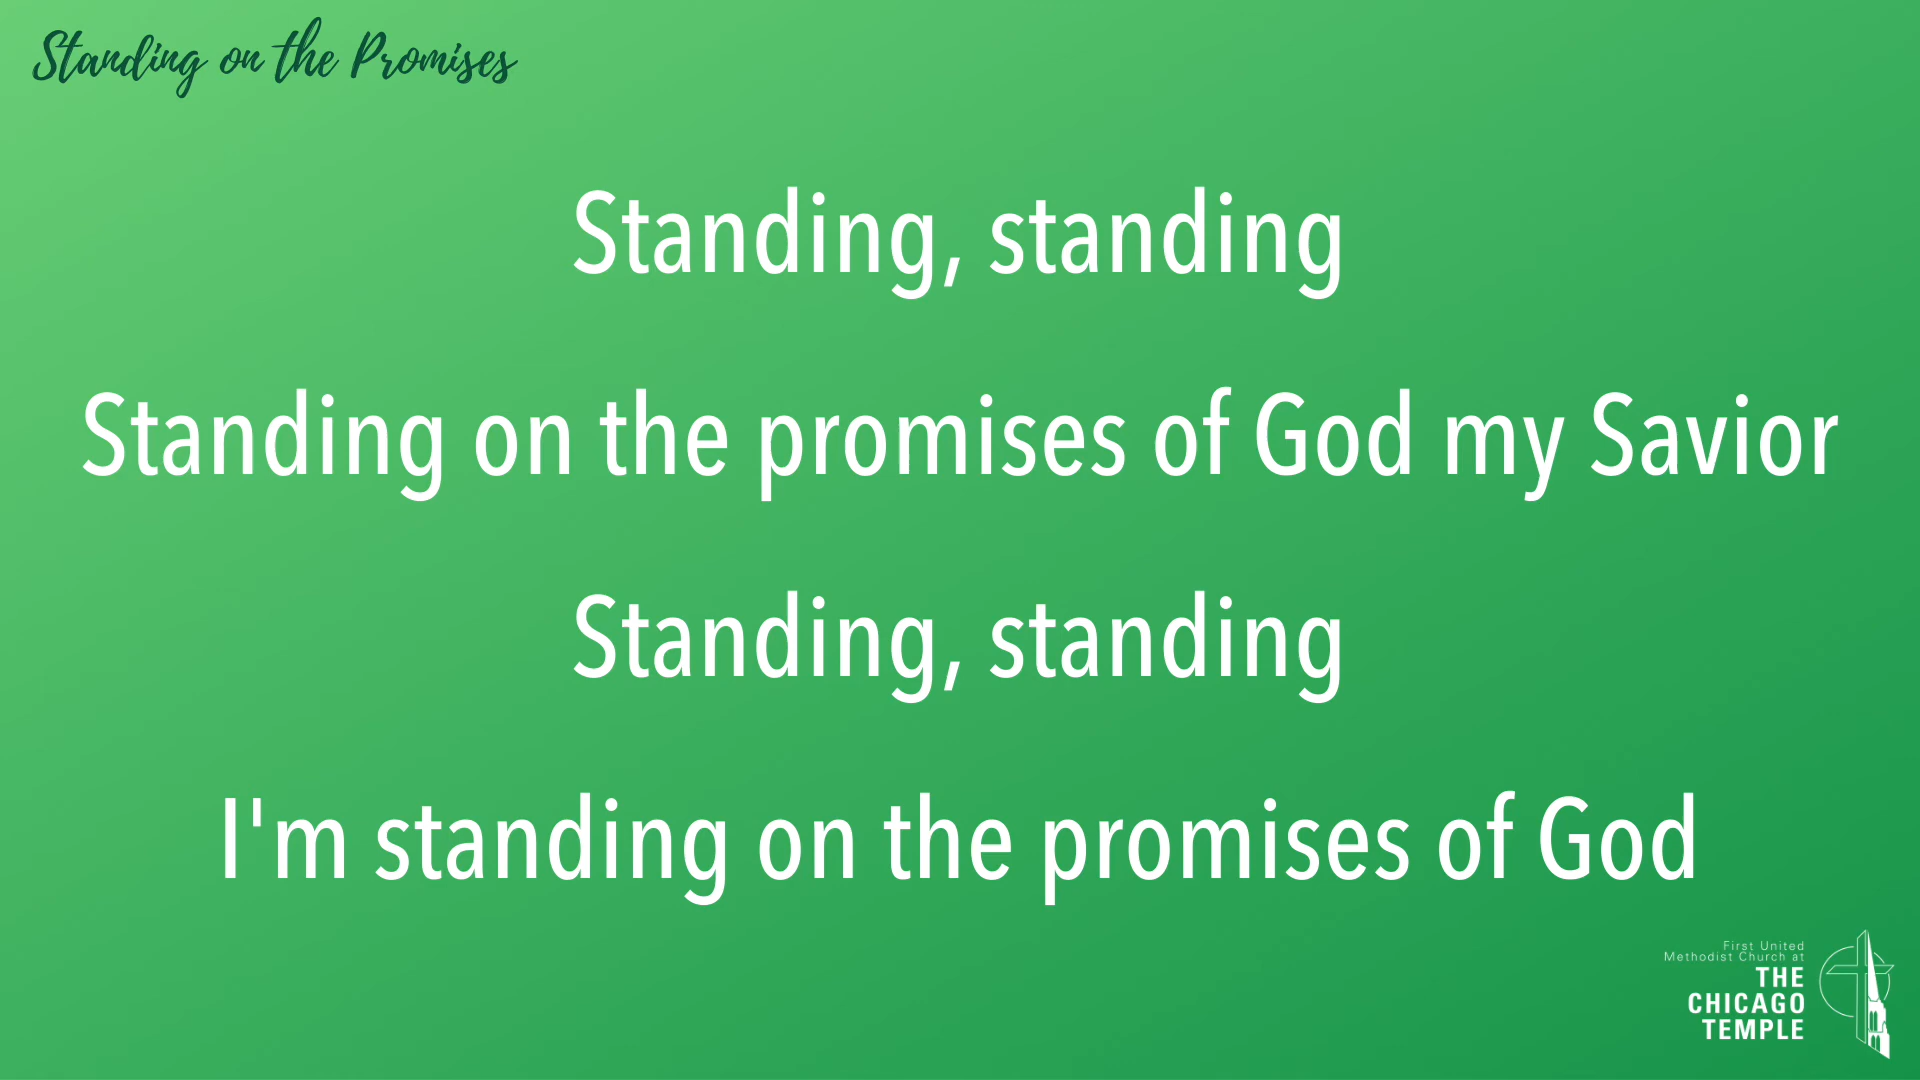 Standing on the Promises
Standing, standing
Standing on the promises of God my Savior
Standing, standing
I'm standing on the promises of God
First United
Methodist Church at
THE
CHICAGO
TEMPLE